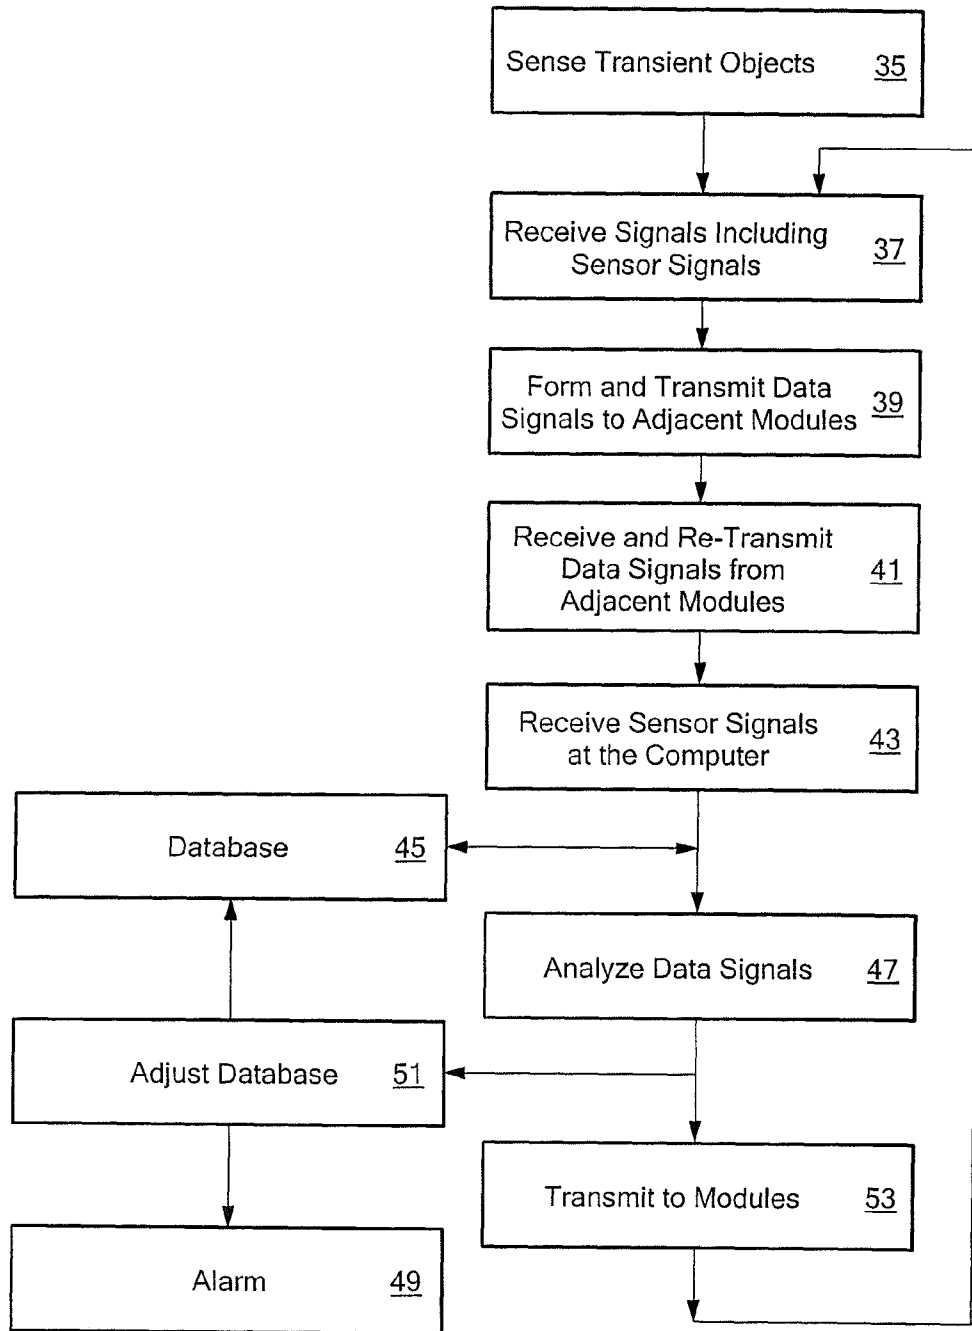 Sense Transient Objects 35
Receive Signals Including
Sensor Signals 37
Form and Transmit Data
Signals to Adjacent Modules 39
Receive and Re-Transmit
Data Signals from 41
Adjacent Modules
Receive Sensor Signals
at the Computer 43
Database 45
Analyze Data Signals 47
Adjust Database 51
Transmit to Modules 53
Alarm 49